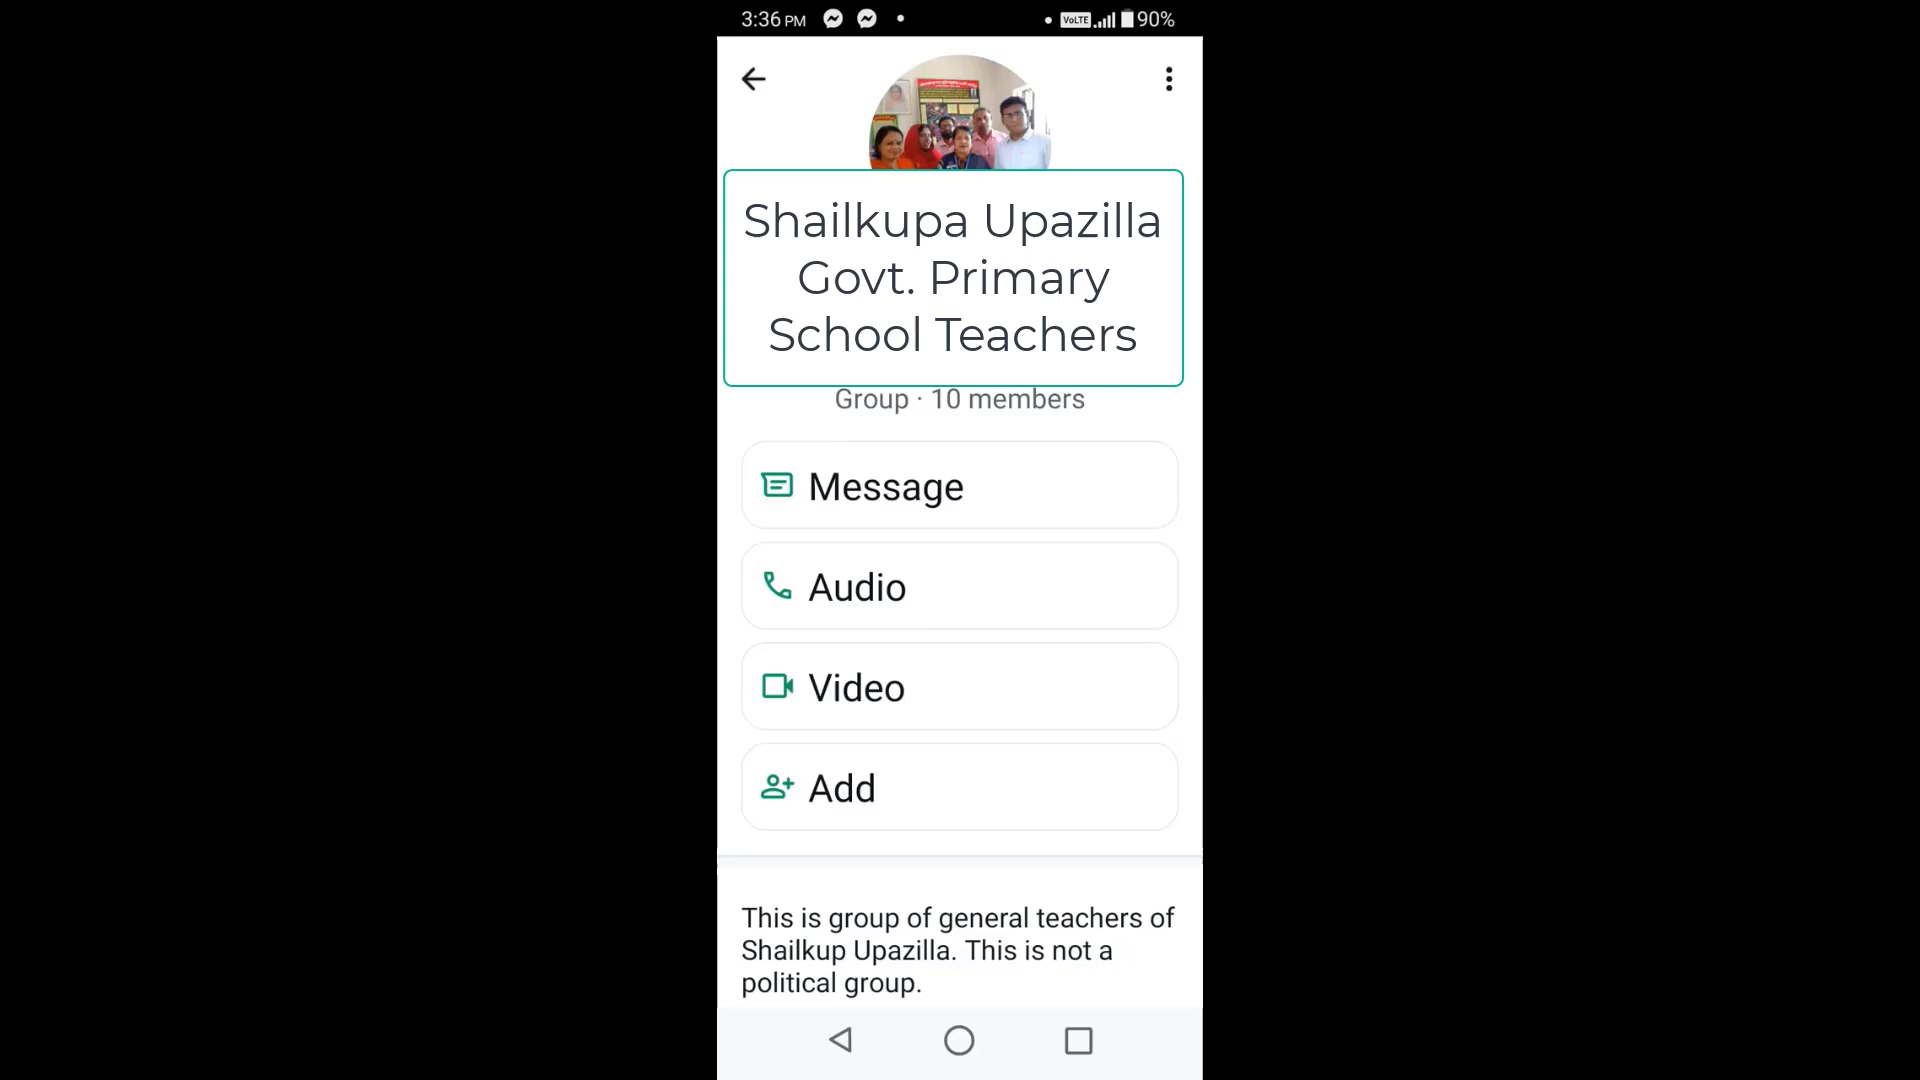 3:36 PM
VoLTE
90%
Shailkupa Upazilla
Govt. Primary
School Teachers
Group · 10 members
Message
Audio
Video
Add
This is group of general teachers of
Shailkup Upazilla. This is not a
political group.